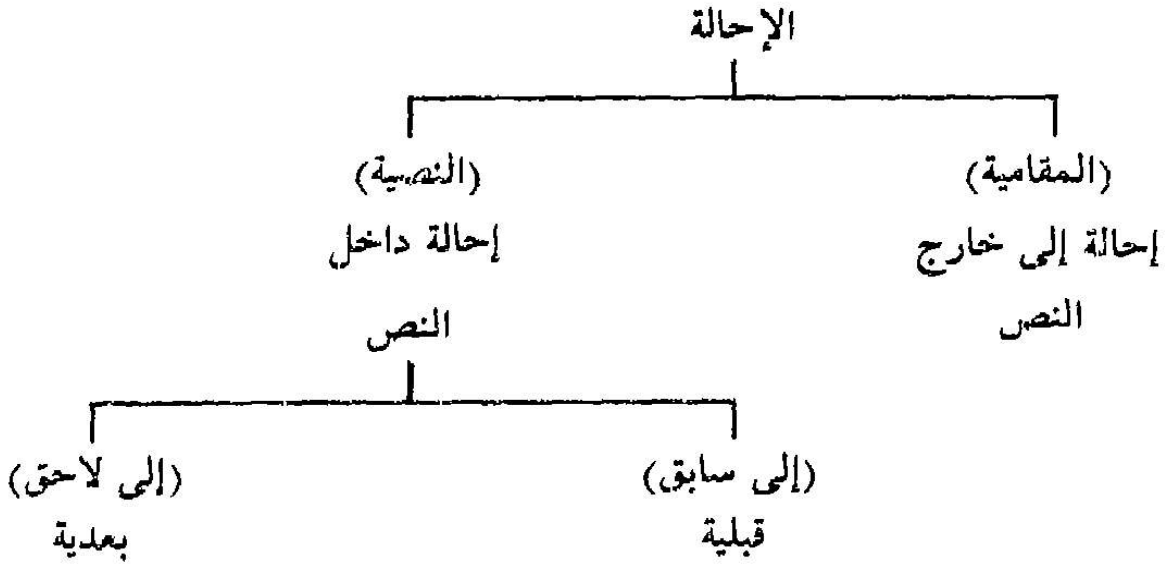 الإحالة
(المقامية)
إحالة إلى خارج
النص
(النصية)
إحالة داخل
النص
(إلى سابق)
قبلية
(إلى لاحق)
بعدية